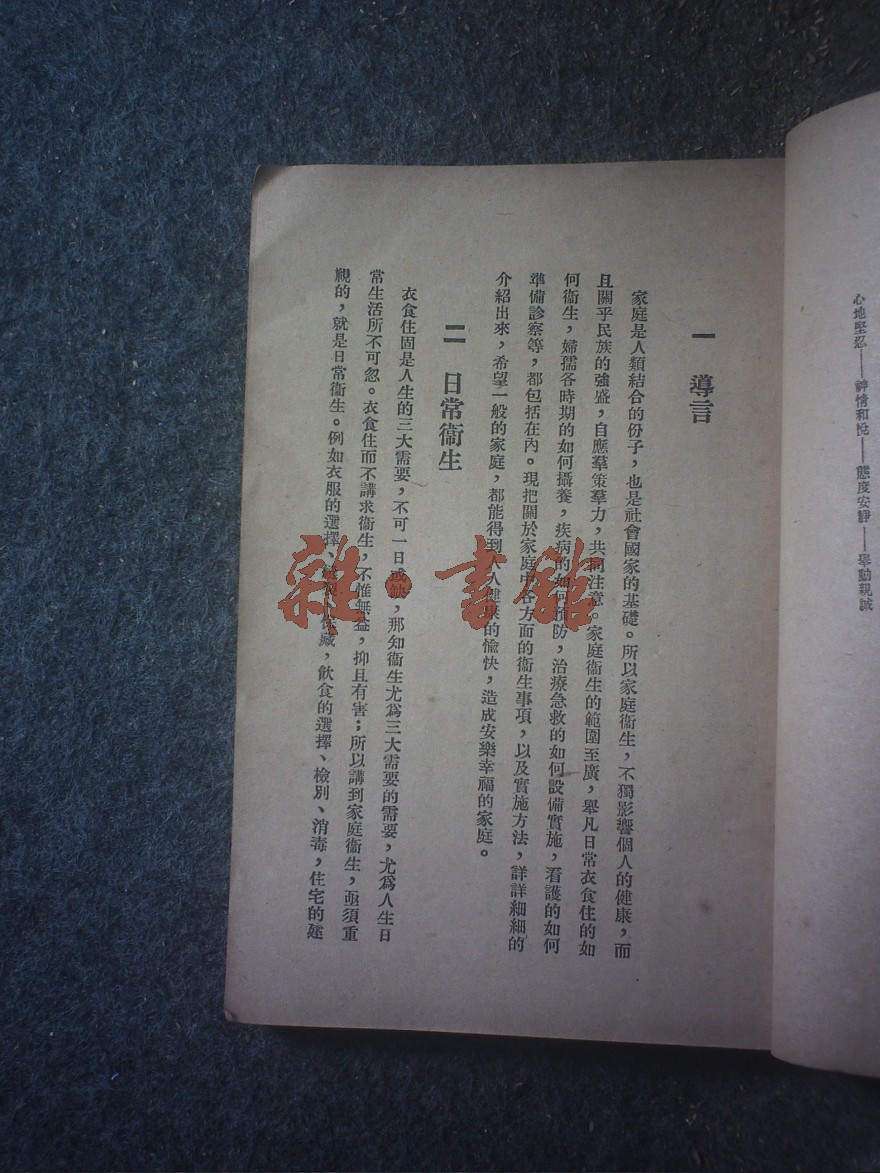 心地堅忍——神情和悅——態度安靜——舉動親誠
一 導言
家庭是人類結合的份子，也是社會國家的基礎。所以家庭衞生，不獨影響個人的健康，而
且關乎民族的強盛，自應羣策羣力，共同注意。家庭衞生的範圍至廣，舉凡日常衣食住的如
何衞生，婦孺各時期的如何攝養，疾病的如何預防，治療急救的如何設備實施，看護的如何
準備診察等，都包括在內。現把關於家庭中各方面的衞生事項，以及實施方法，詳詳細細的
介紹出來，希望一般的家庭，都能得到人人健康的愉快，造成安樂幸福的家庭。
二 日常衞生
衣食住固是人生的三大需要，不可一日或缺，那知衞生尤爲三大需要的需要，尤爲人生日
常生活所不可忽。衣食住而不講求衞生，不惟無益，抑且有害；所以講到家庭衞生，亟須重
觀的，就是日常衞生。例如衣服的選擇、藏，飲食的選擇、檢別、消毒，住宅的建
雜·書館